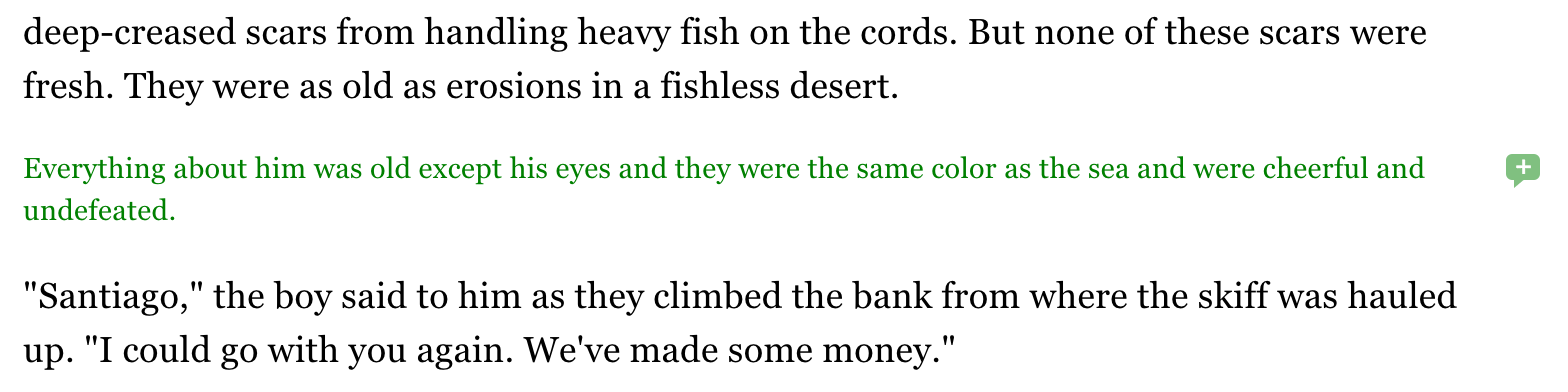 deep-creased scars from handling heavy fish on the cords. But none of these scars were
fresh. They were as old as erosions in a fishless desert.
Everything about him was old except his eyes and they were the same color as the sea and were cheerful and
undefeated.
"Santiago," the boy said to him as they climbed the bank from where the skiff was hauled
up. "I could go with you again. We've made some money."